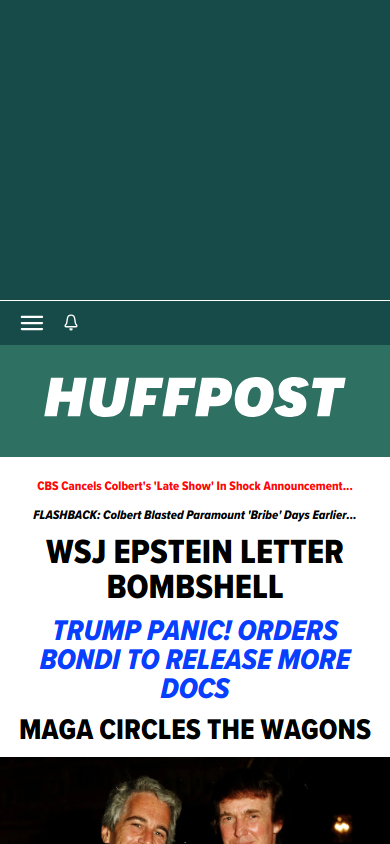 HUFFPOST
CBS Cancels Colbert's 'Late Show' In Shock Announcement...
FLASHBACK: Colbert Blasted Paramount 'Bribe' Days Earlier...
WSJ EPSTEIN LETTER
BOMBSHELL
TRUMP PANIC! ORDERS
BONDI TO RELEASE MORE
DOCS
MAGA CIRCLES THE WAGONS